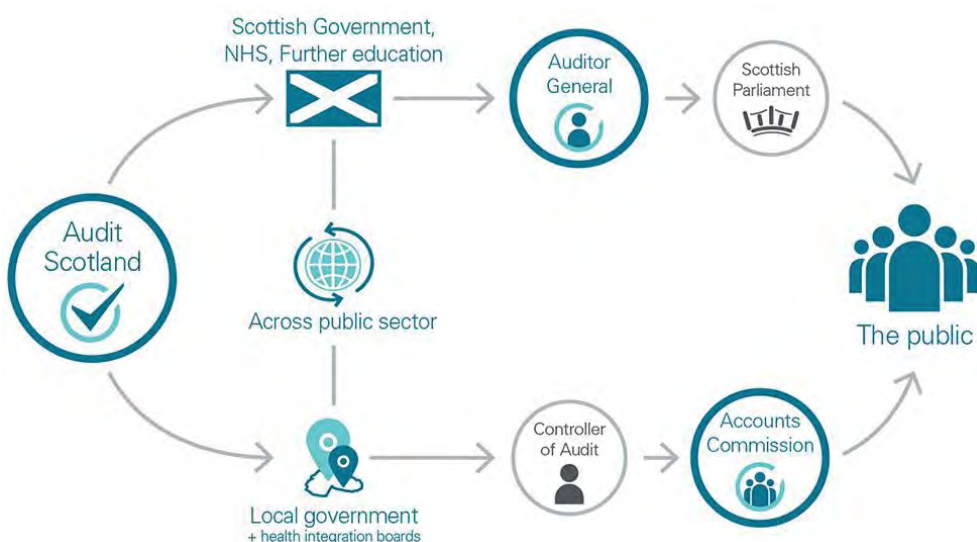 Scottish Government,
NHS, Further education
Auditor
General
Scottish
Parliament
Audit
Scotland
Across public sector
The public
Local government
+ health integration boards
Controller
of Audit
Accounts
Commission